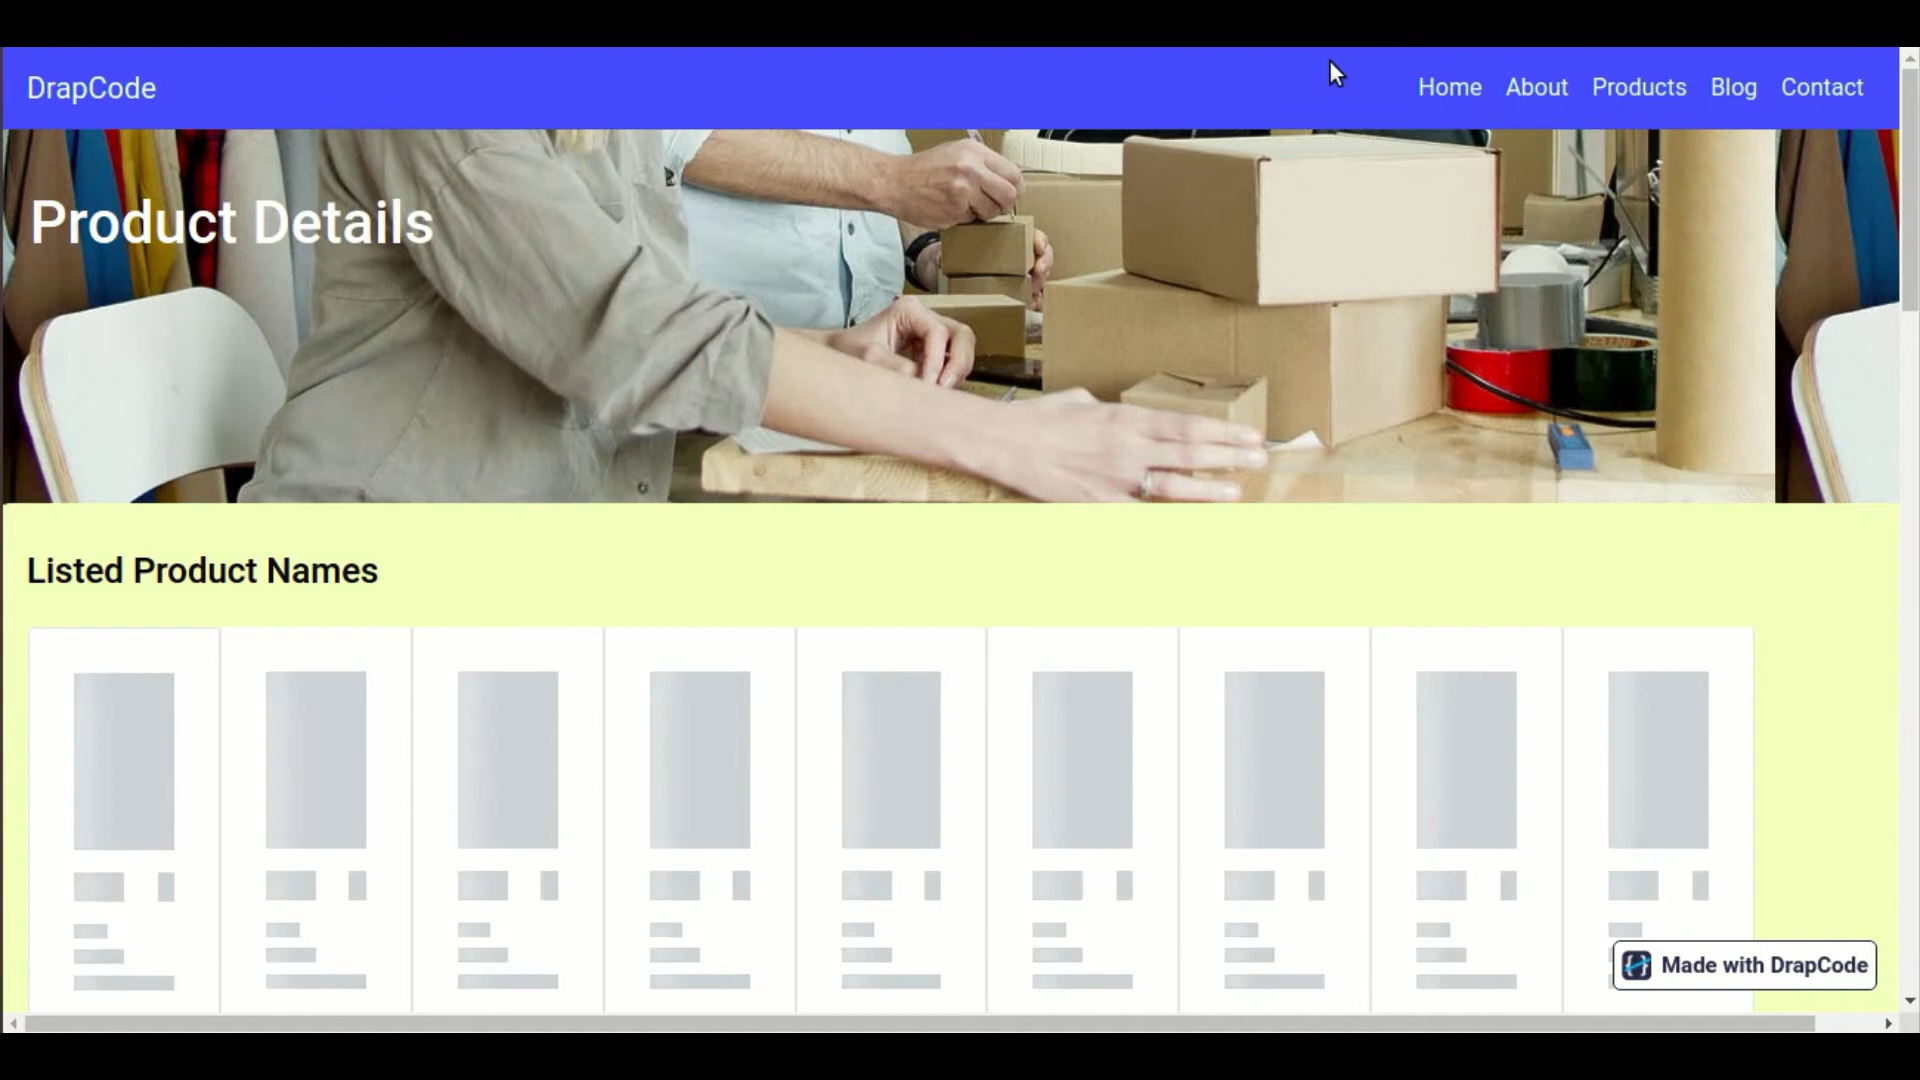 DrapCode
Home About Products Blog Contact
Product Details
Listed Product Names
Made with DrapCode